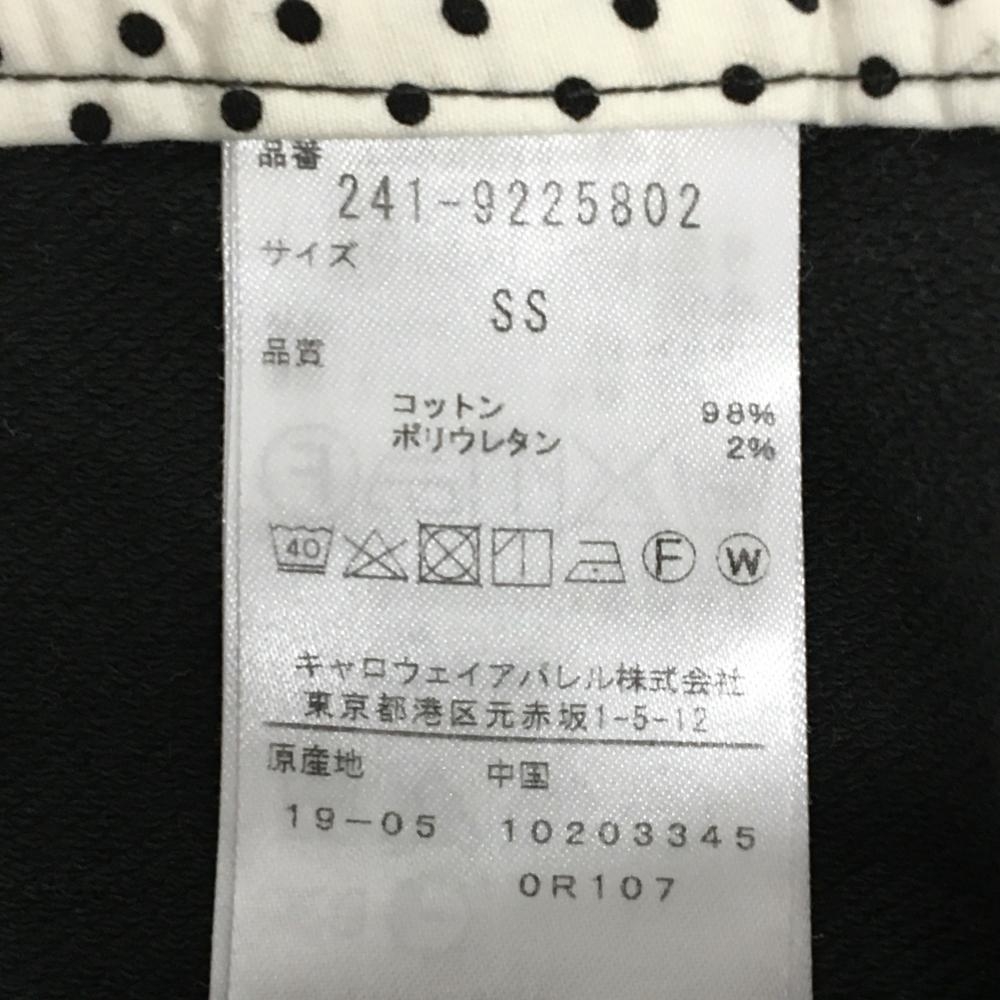 品番
241-9225802
サイズ
SS
品質
コットン 98%
ポリウレタン 2%
40 F W
キャロウェイアパレル株式会社
東京都港区元赤坂1-5-12
原産地 中国
19-05 10203345
0R107